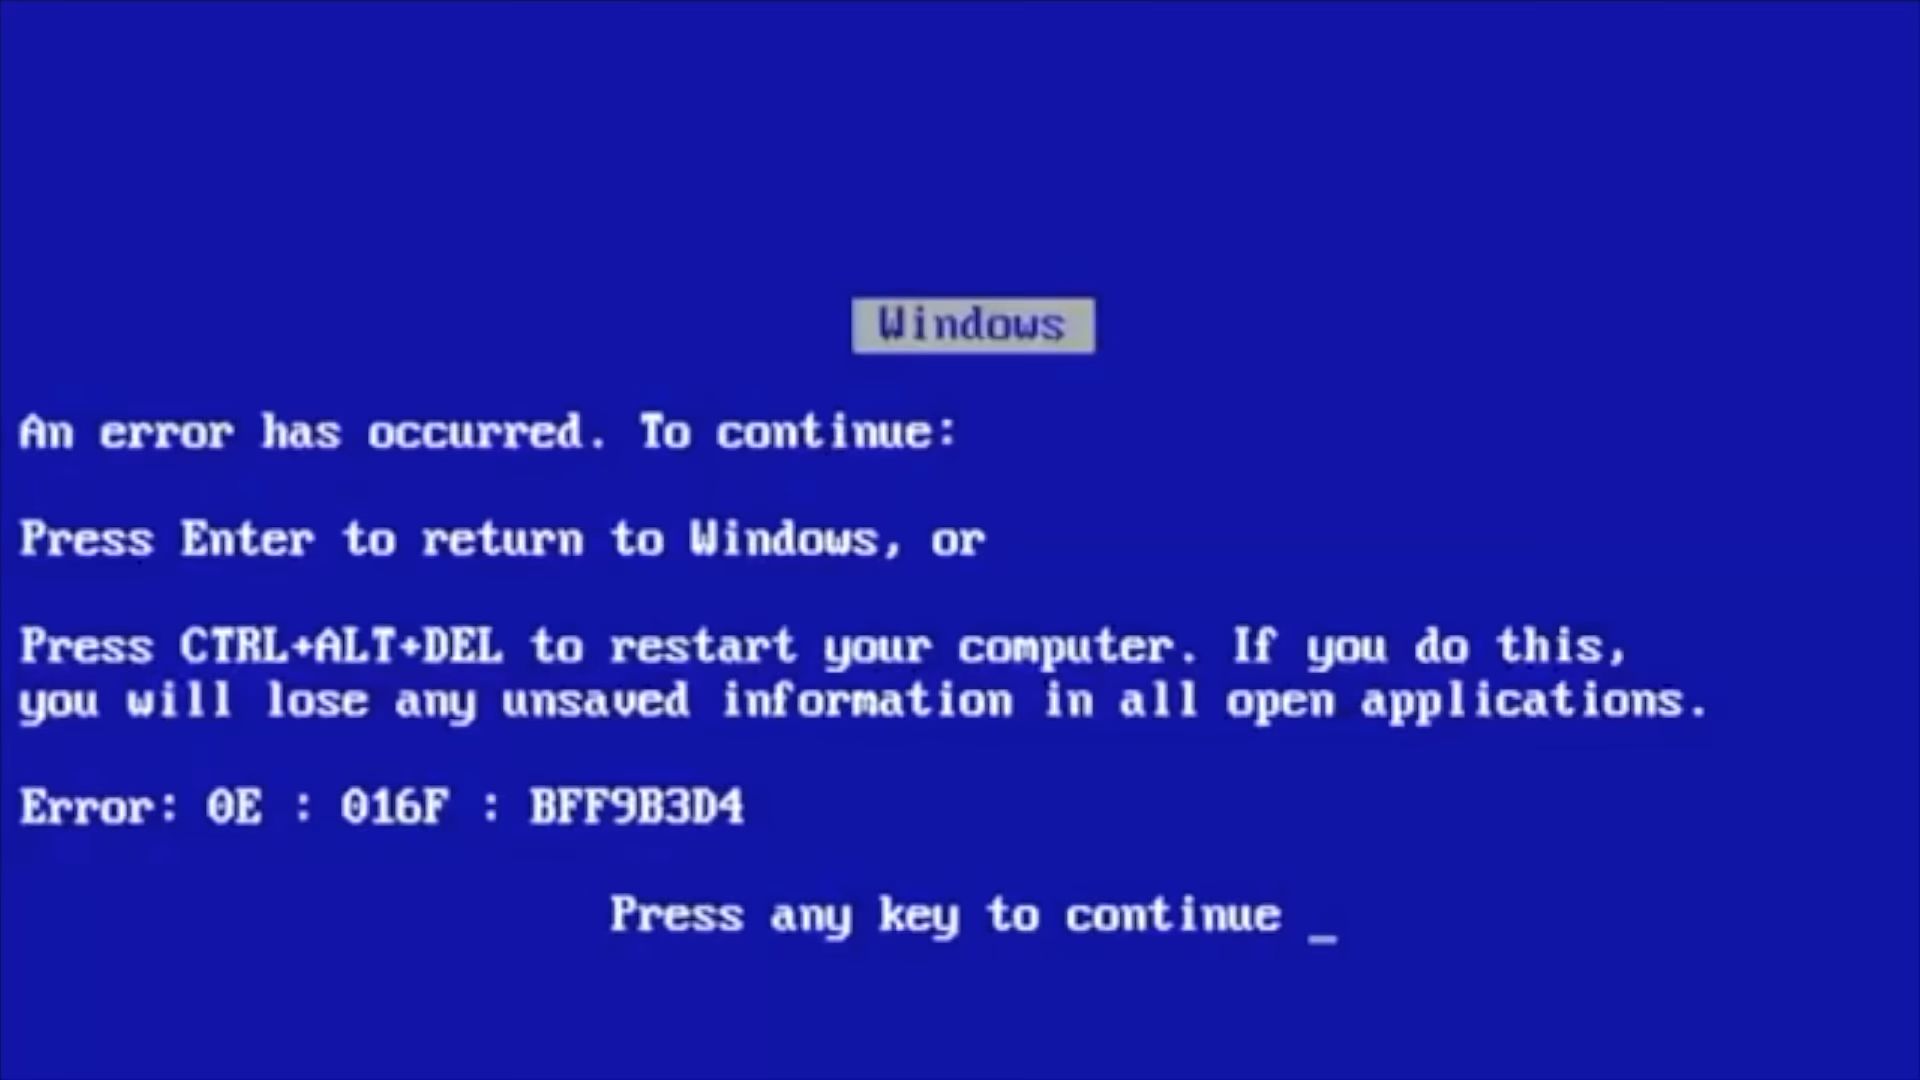 Windows
An error has occurred. To continue:
Press Enter to return to Windows, or
Press CTRL+ALT+DEL to restart your computer. If you do this,
you will lose any unsaved information in all open applications.
Error: 0E : 016F : BFF9B3D4
Press any key to continue _